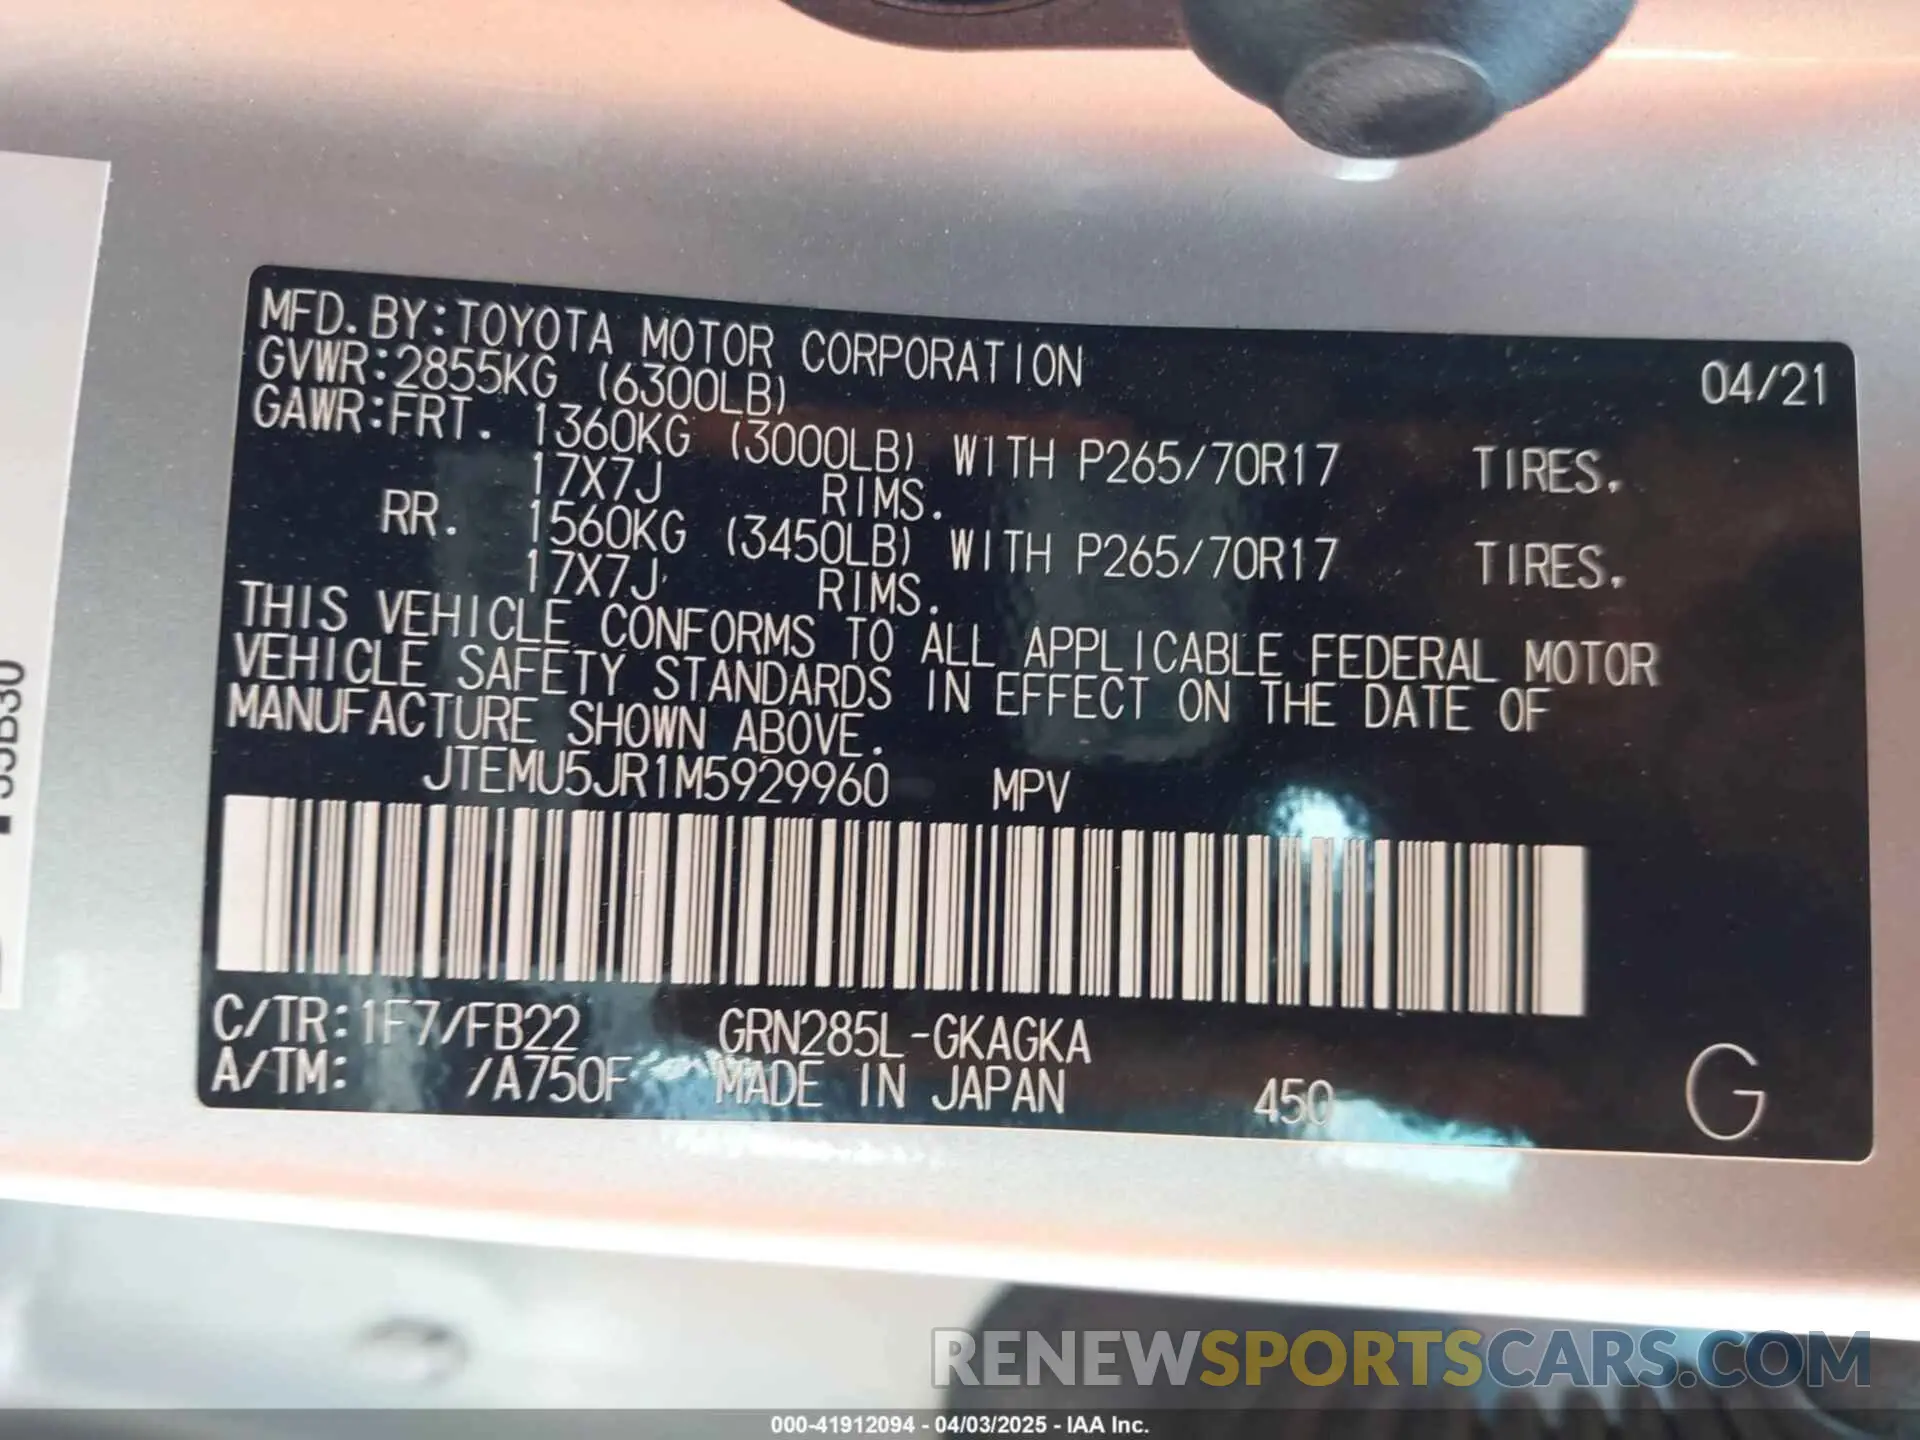 MFD.BY:TOYOTA MOTOR CORPORATION 04/21
GVWR:2855KG (6300LB)
GAWR:FRT. 1360KG (3000LB) WITH P265/70R17 TIRES.
17X7J RIMS.
RR. 1560KG (3450LB) WITH P265/70R17 TIRES.
17X7J RIMS.
THIS VEHICLE CONFORMS TO ALL APPLICABLE FEDERAL MOTOR
VEHICLE SAFETY STANDARDS IN EFFECT ON THE DATE OF
MANUFACTURE SHOWN ABOVE.
JTEMU5JR1M5929960 MPV
C/TR:1F7/FB22 GRN285L-GKAGKA
A/TM: /A750F MADE IN JAPAN 450 G
RENEWSPORTSCARS.COM
000-41912094 - 04/03/2025 - IAA Inc.